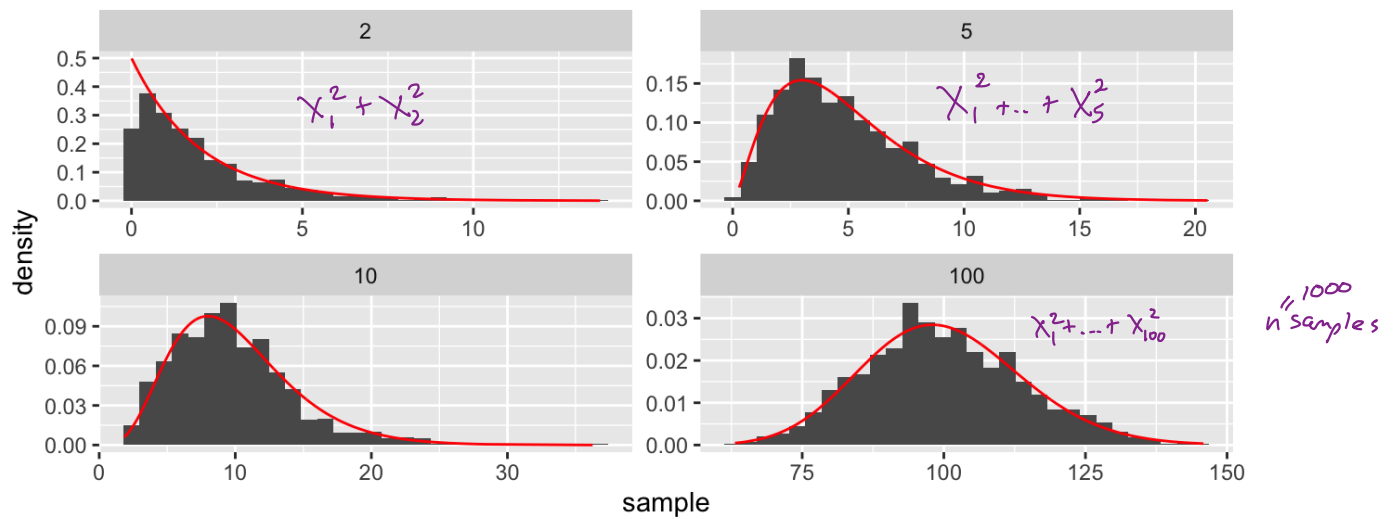 2
5
0.5
0.4
0.3
0.2
0.1
0.0
X₁² + X₂²
0 5 10
0.15
0.10
0.05
0.00
X₁² + .. + X₅²
0 5 10 15 20
density
10
100
0.09
0.06
0.03
0.00
0 10 20 30
0.03
0.02
0.01
0.00
X₁² + ... + X₁₀₀²
75 100 125 150
sample
" 1000
n samples